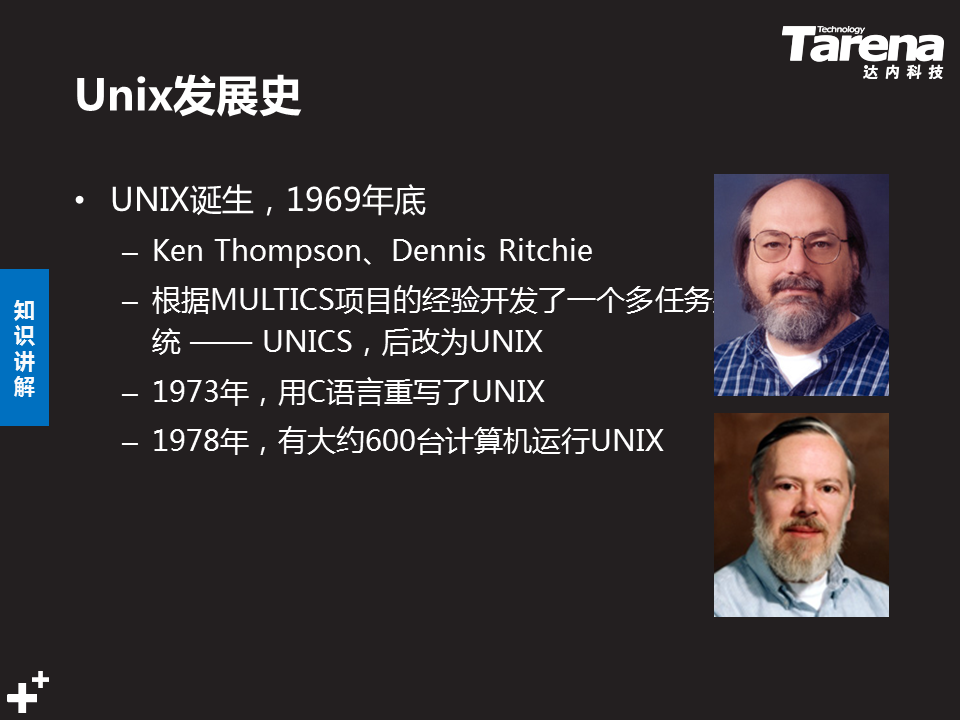 Technology
Tarena
达内科技
Unix发展史
• UNIX诞生，1969年底
– Ken Thompson、Dennis Ritchie
– 根据MULTICS项目的经验开发了一个多任务
统 —— UNICS，后改为UNIX
– 1973年，用C语言重写了UNIX
– 1978年，有大约600台计算机运行UNIX
知识讲解